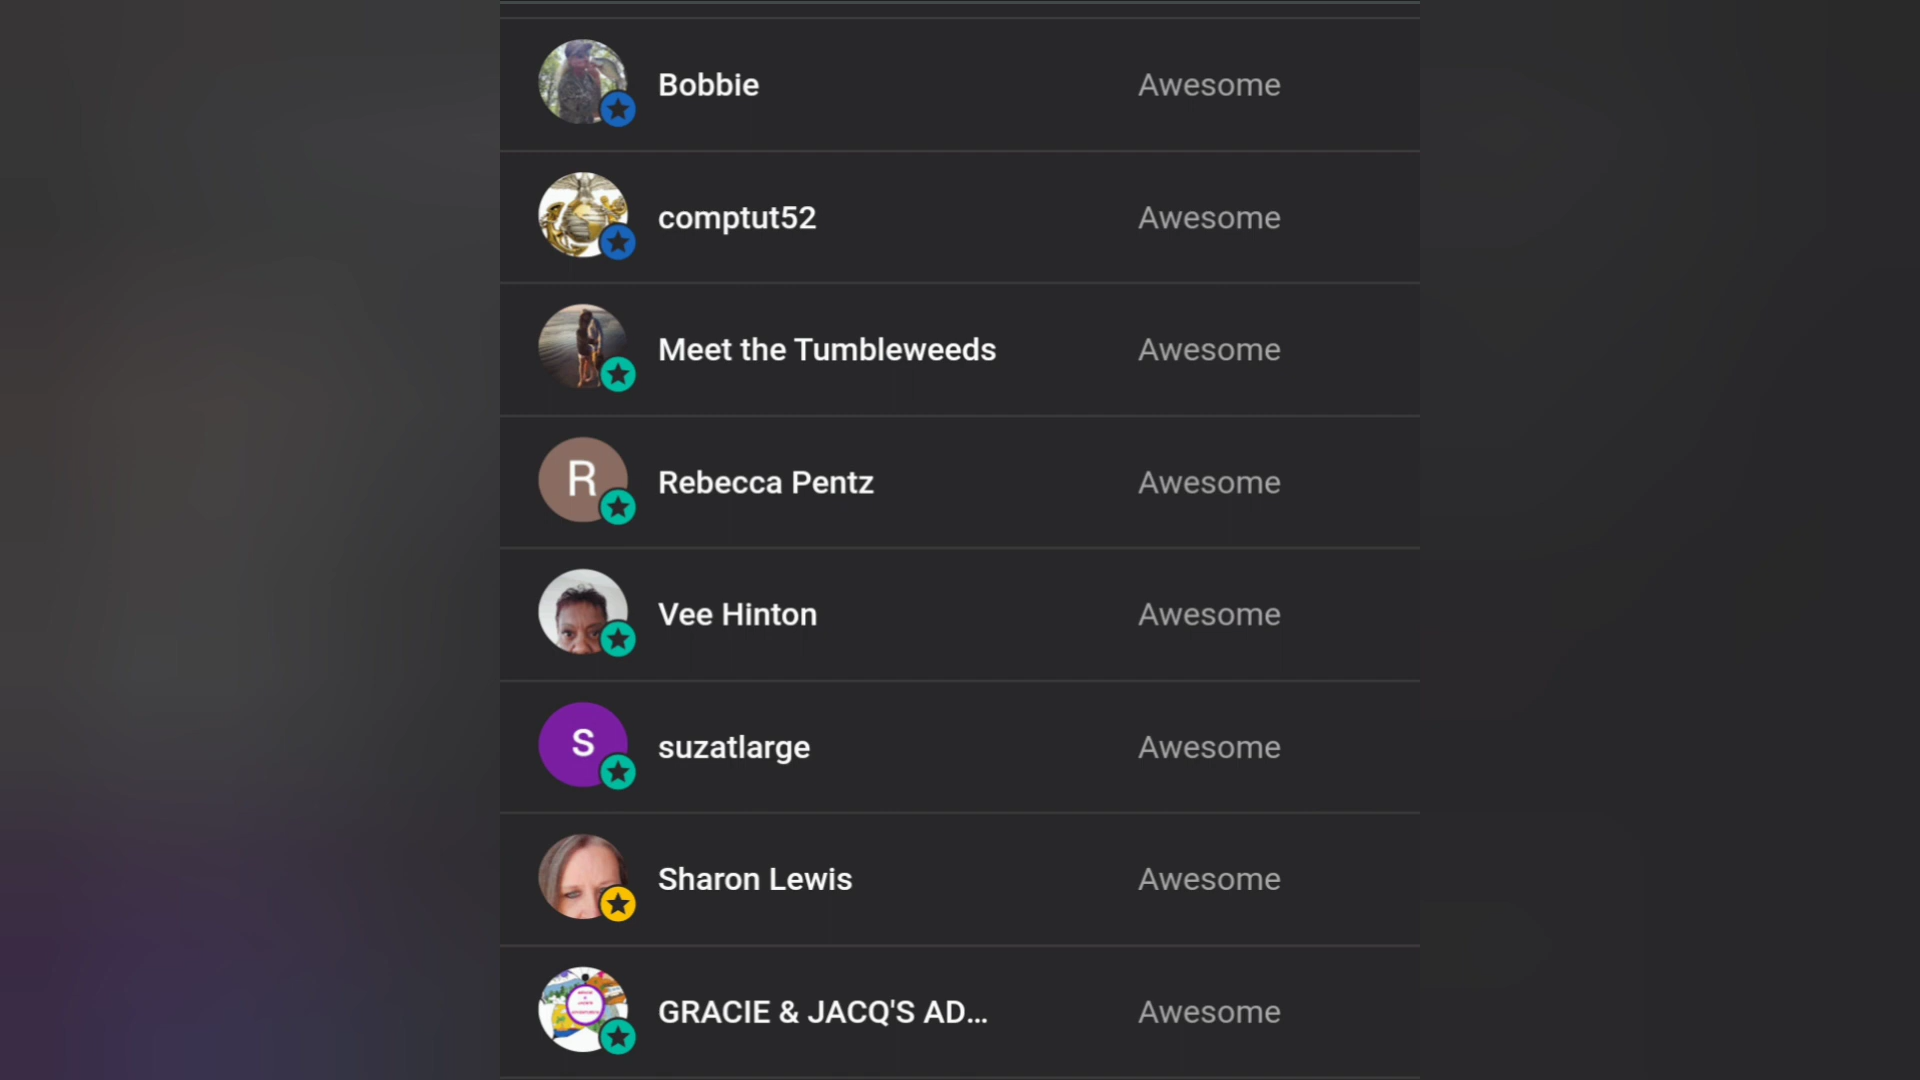 Bobbie Awesome
comptut52 Awesome
Meet the Tumbleweeds Awesome
R Rebecca Pentz Awesome
Vee Hinton Awesome
S suzatlarge Awesome
Sharon Lewis Awesome
GRACIE & JACQ'S AD... Awesome